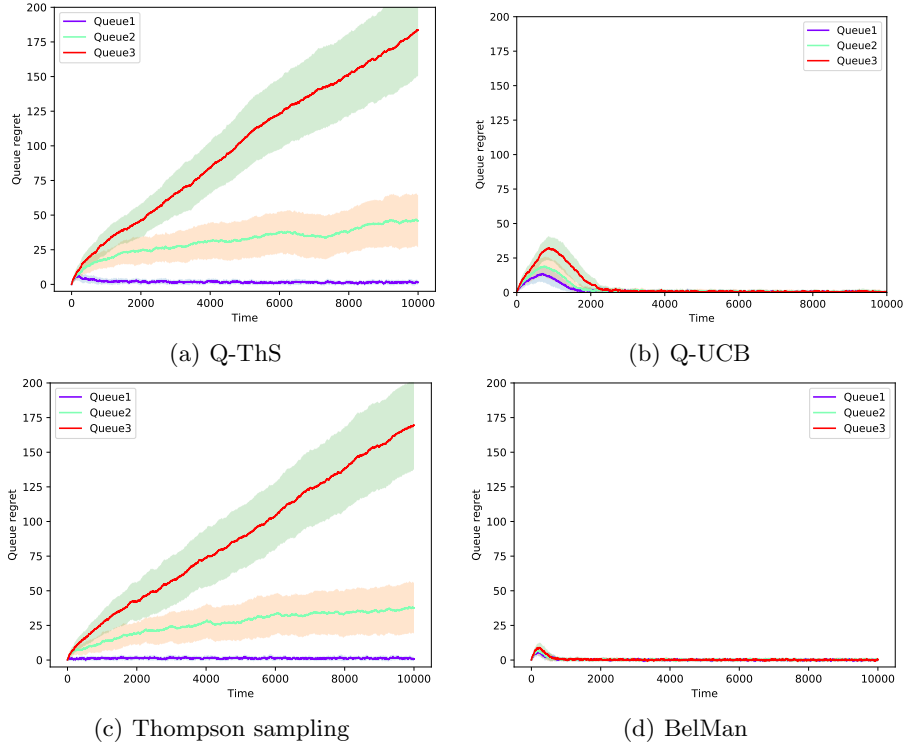 200
175
150
125
100
75
50
25
0
Queue regret
Queue1
Queue2
Queue3
0 2000 4000 6000 8000 10000
Time
(a) Q-ThS
200
175
150
125
100
75
50
25
0
Queue regret
Queue1
Queue2
Queue3
0 2000 4000 6000 8000 10000
Time
(b) Q-UCB
200
175
150
125
100
75
50
25
0
Queue regret
Queue1
Queue2
Queue3
0 2000 4000 6000 8000 10000
Time
(c) Thompson sampling
200
175
150
125
100
75
50
25
0
Queue regret
Queue1
Queue2
Queue3
0 2000 4000 6000 8000 10000
Time
(d) BelMan